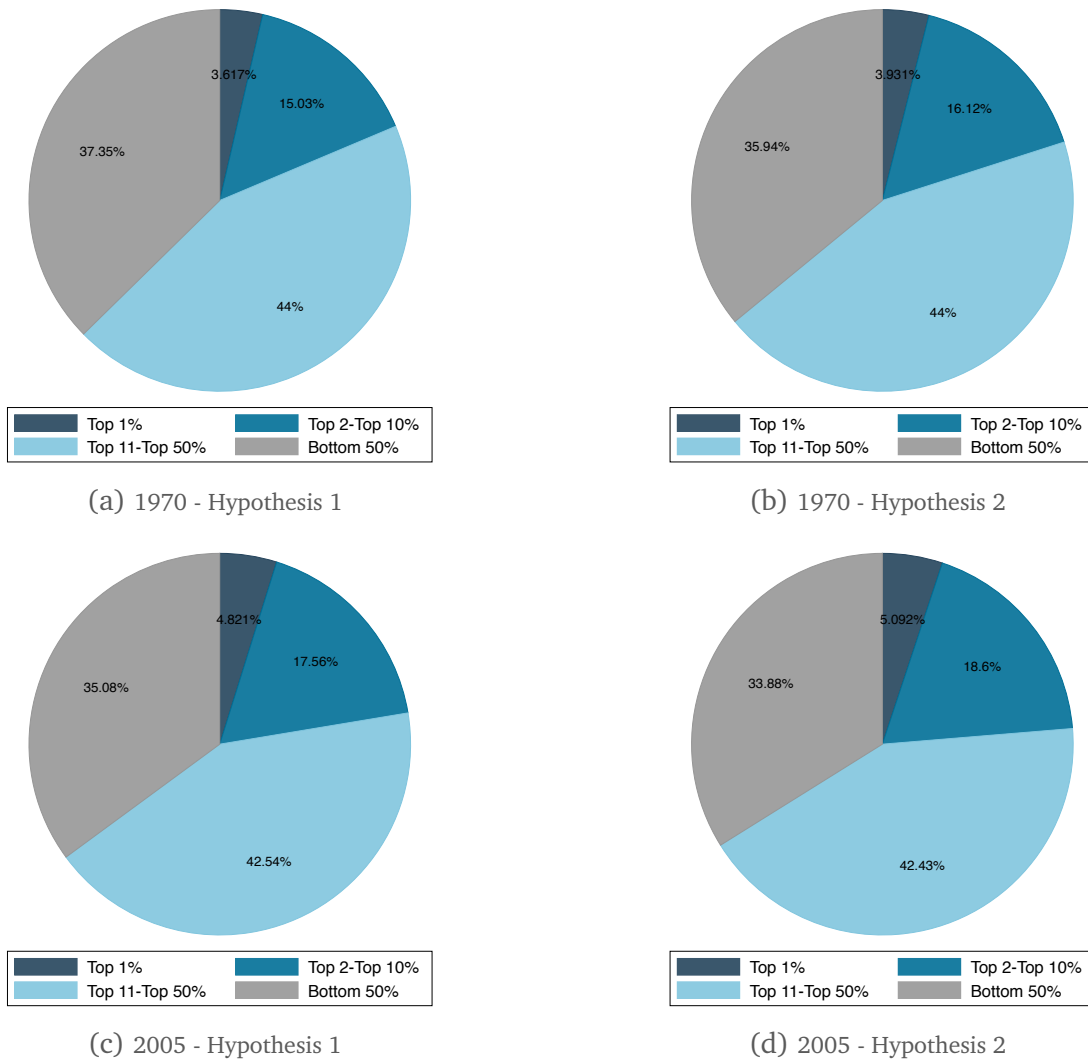 3.617%
15.03%
37.35%
44%
Top 1% Top 2-Top 10%
Top 11-Top 50% Bottom 50%
(a) 1970 - Hypothesis 1
3.931%
16.12%
35.94%
44%
Top 1% Top 2-Top 10%
Top 11-Top 50% Bottom 50%
(b) 1970 - Hypothesis 2
4.821%
17.56%
35.08%
42.54%
Top 1% Top 2-Top 10%
Top 11-Top 50% Bottom 50%
(c) 2005 - Hypothesis 1
5.092%
18.6%
33.88%
42.43%
Top 1% Top 2-Top 10%
Top 11-Top 50% Bottom 50%
(d) 2005 - Hypothesis 2